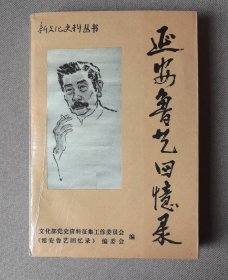 新文化史料丛书
延安鲁艺回憶录
文化部党史资料征集工作委员会
《延安鲁艺回忆录》编委会
编